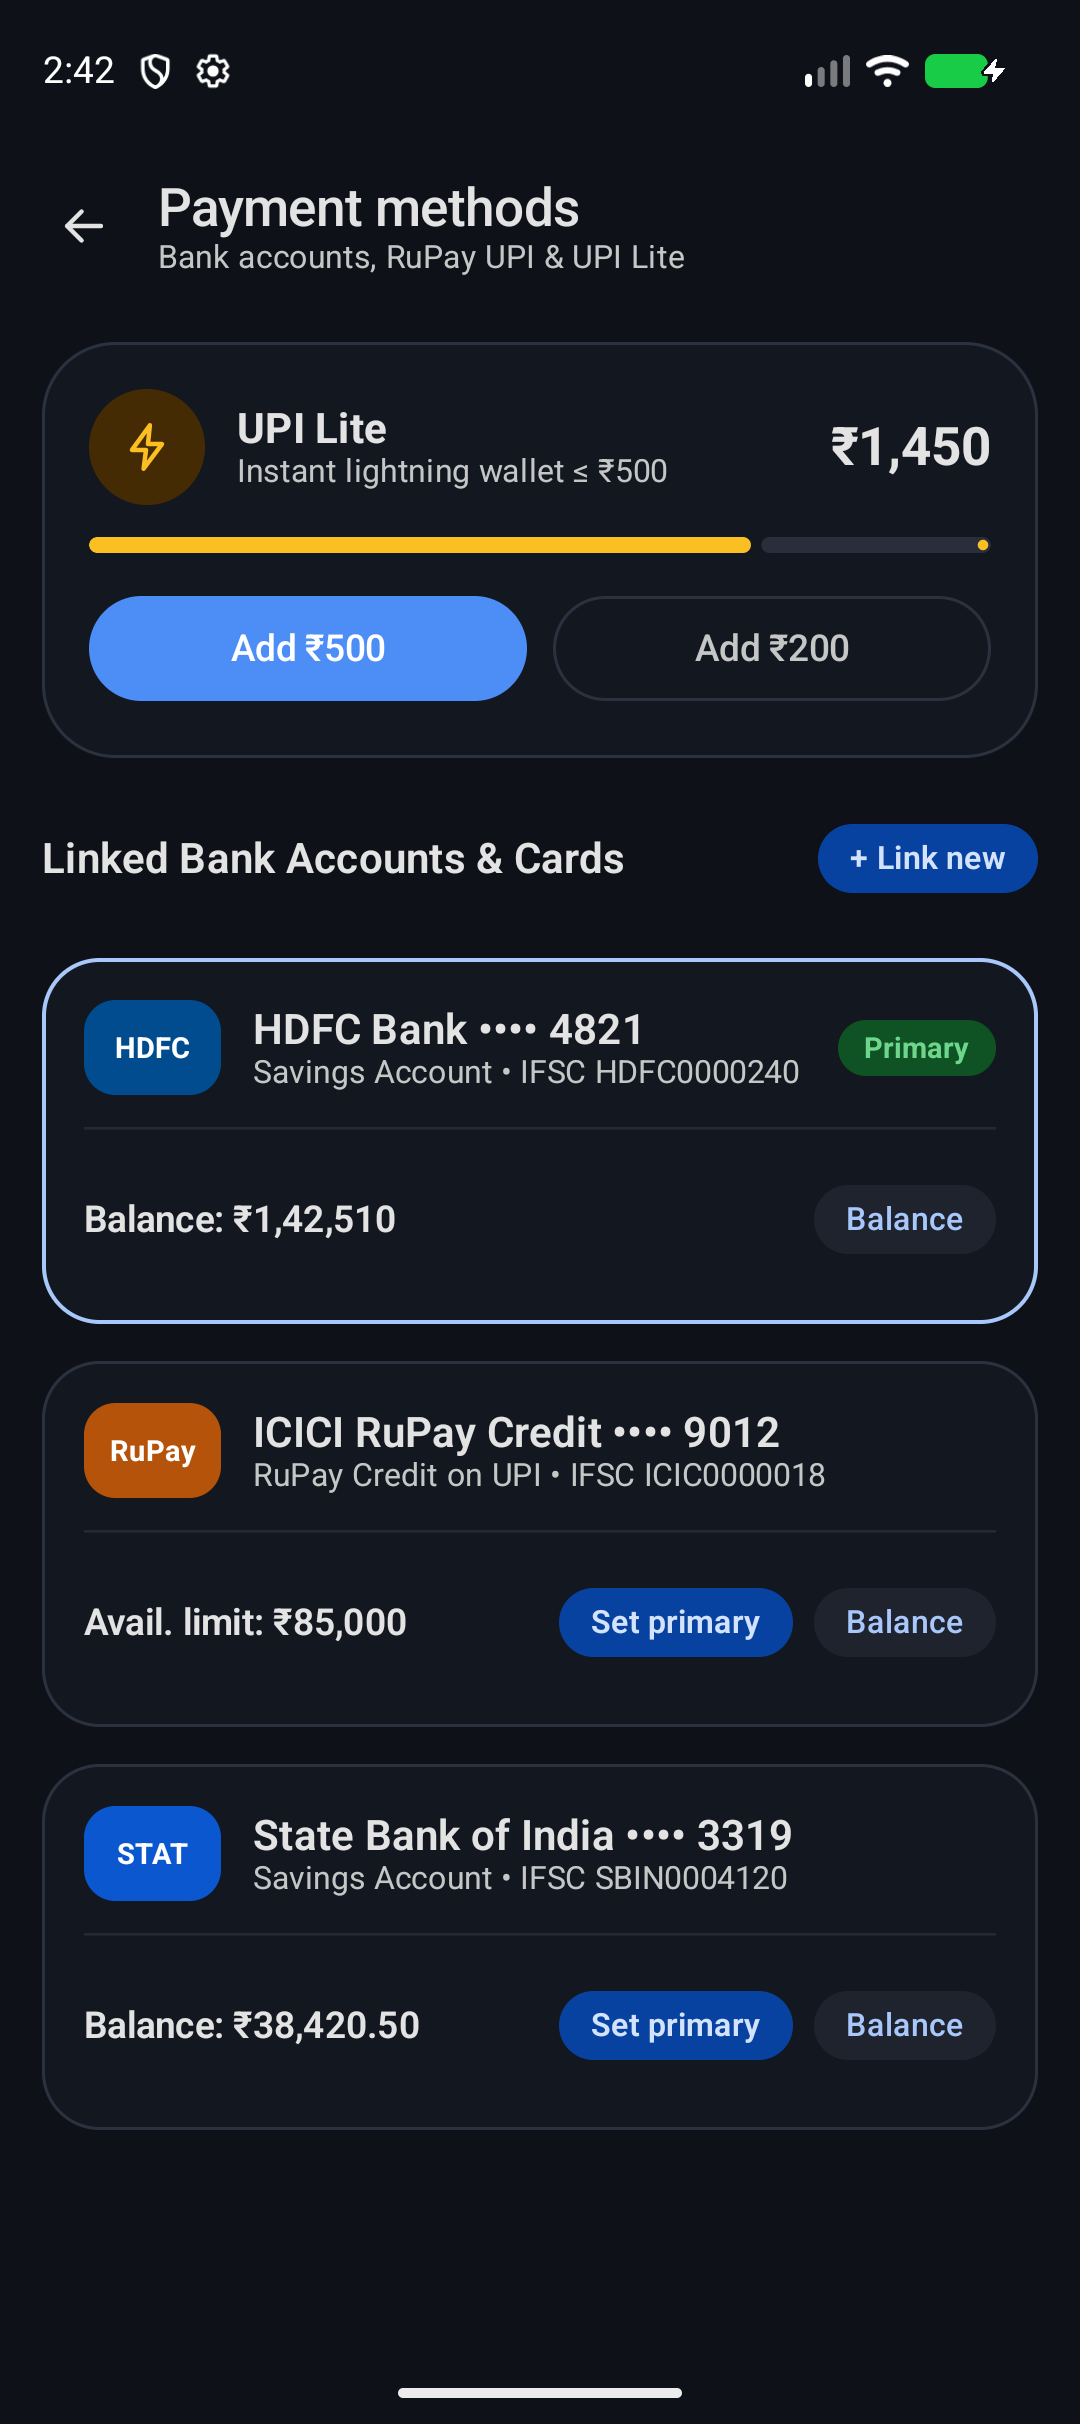 2:42
Payment methods
Bank accounts, RuPay UPI & UPI Lite
UPI Lite
Instant lightning wallet ≤ ₹500
₹1,450
Add ₹500
Add ₹200
Linked Bank Accounts & Cards
+ Link new
HDFC
HDFC Bank •••• 4821
Savings Account • IFSC HDFC0000240
Primary
Balance: ₹1,42,510
Balance
RuPay
ICICI RuPay Credit •••• 9012
RuPay Credit on UPI • IFSC ICIC0000018
Avail. limit: ₹85,000
Set primary
Balance
STAT
State Bank of India •••• 3319
Savings Account • IFSC SBIN0004120
Balance: ₹38,420.50
Set primary
Balance